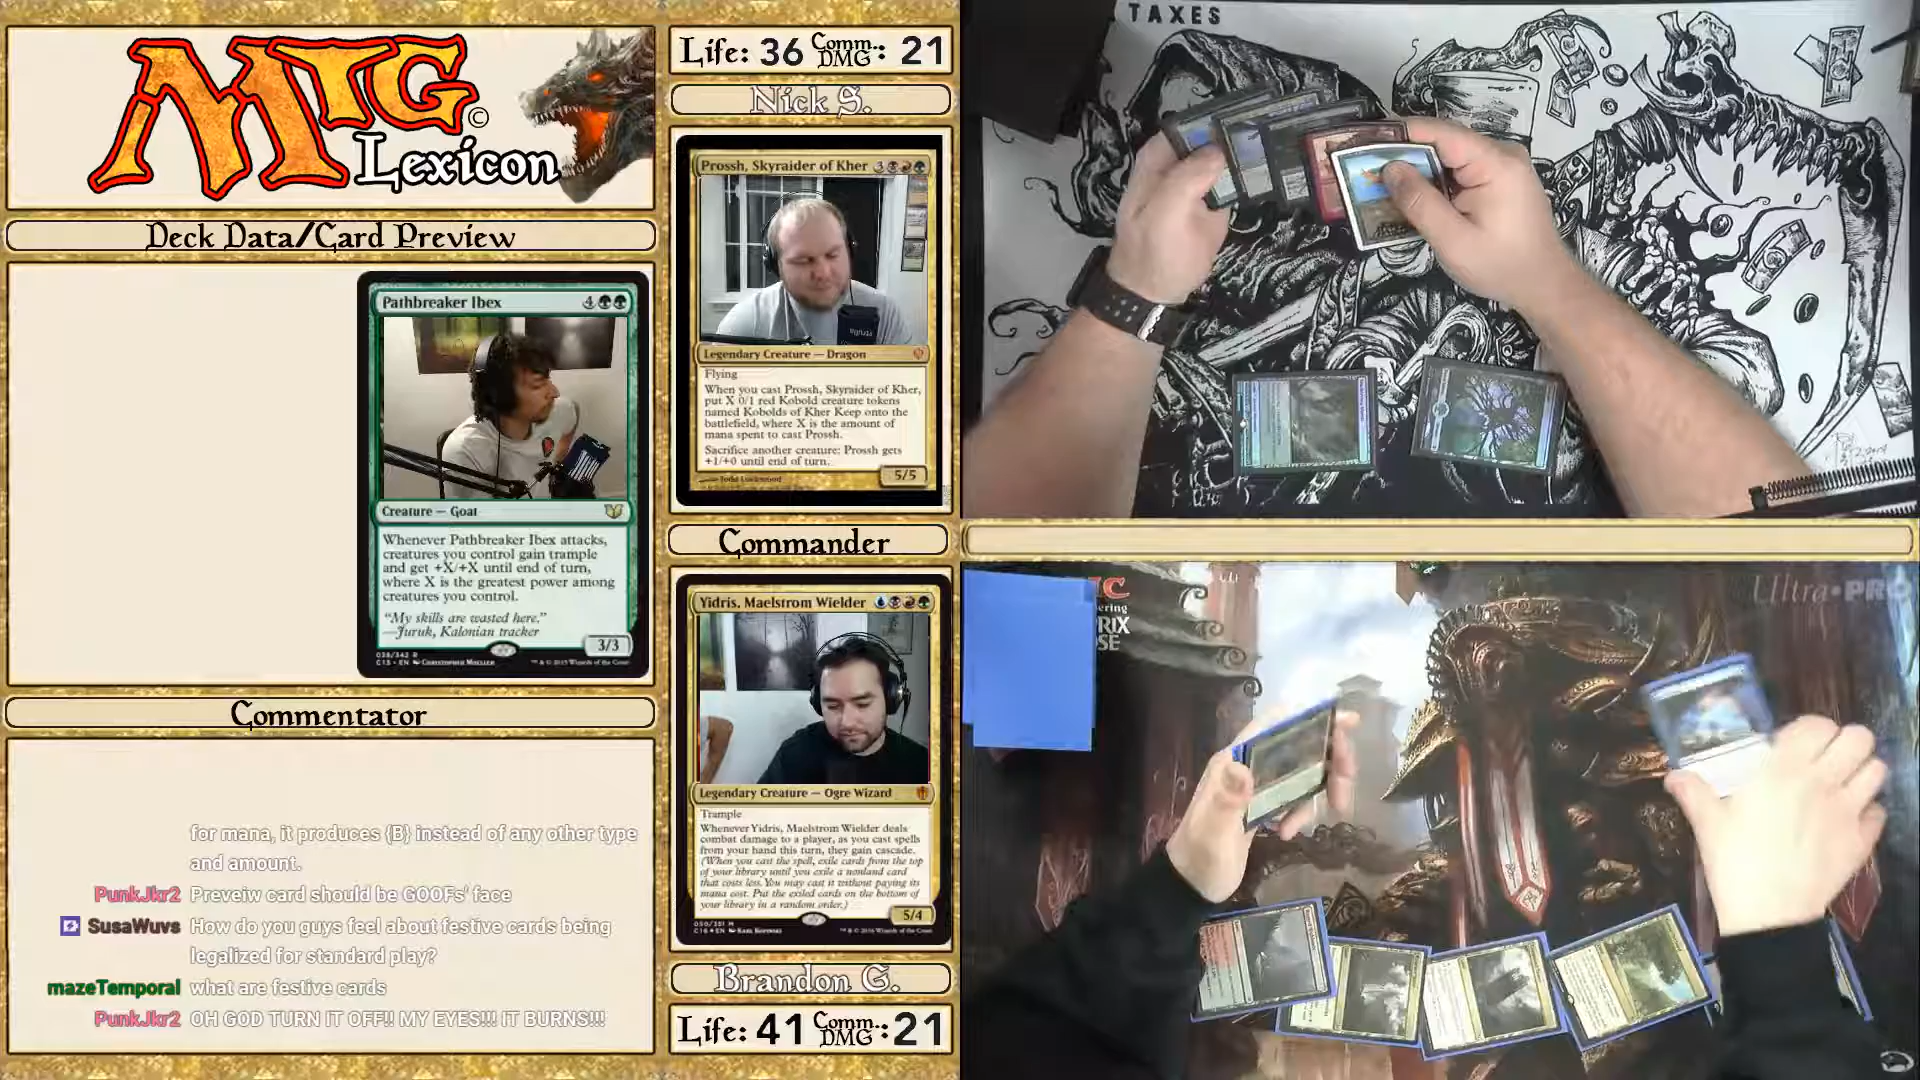 MTG
©
Lexicon
Deck Data/Card Preview
Pathbreaker Ibex 4
Creature — Goat
Whenever Pathbreaker Ibex attacks,
creatures you control gain trample
and get +X/+X until end of turn,
where X is the greatest power among
creatures you control.
"My skills are wasted here."
—Juruk, Kalonian tracker
3/3
038/342 R
C15 • EN Christopher Moeller
Commentator
for mana, it produces {B} instead of any other type
and amount.
PunkJkr2 Preveiw card should be GOOFs' face
SusaWuvs How do you guys feel about festive cards being
legalized for standard play?
mazeTemporal what are festive cards
PunkJkr2 OH GOD TURN IT OFF!! MY EYES!!! IT BURNS!!!
Life: 36 Comm. DMG: 21
Nick S.
Prossh, Skyraider of Kher 3
Legendary Creature — Dragon
Flying
When you cast Prossh, Skyraider of Kher,
put X 0/1 red Kobold creature tokens
named Kobolds of Kher Keep onto the
battlefield, where X is the amount of
mana spent to cast Prossh.
Sacrifice another creature: Prossh gets
+1/+0 until end of turn.
5/5
Commander
Yidris, Maelstrom Wielder
Legendary Creature — Ogre Wizard
Trample
Whenever Yidris, Maelstrom Wielder deals
combat damage to a player, as you cast spells
from your hand this turn, they gain cascade.
(When you cast the spell, exile cards from the top
of your library until you exile a nonland card
that costs less. You may cast it without paying its
mana cost. Put the exiled cards on the bottom of
your library in a random order.)
5/4
Brandon G.
Life: 41 Comm. DMG: 21
TAXES
Ultra•PRO